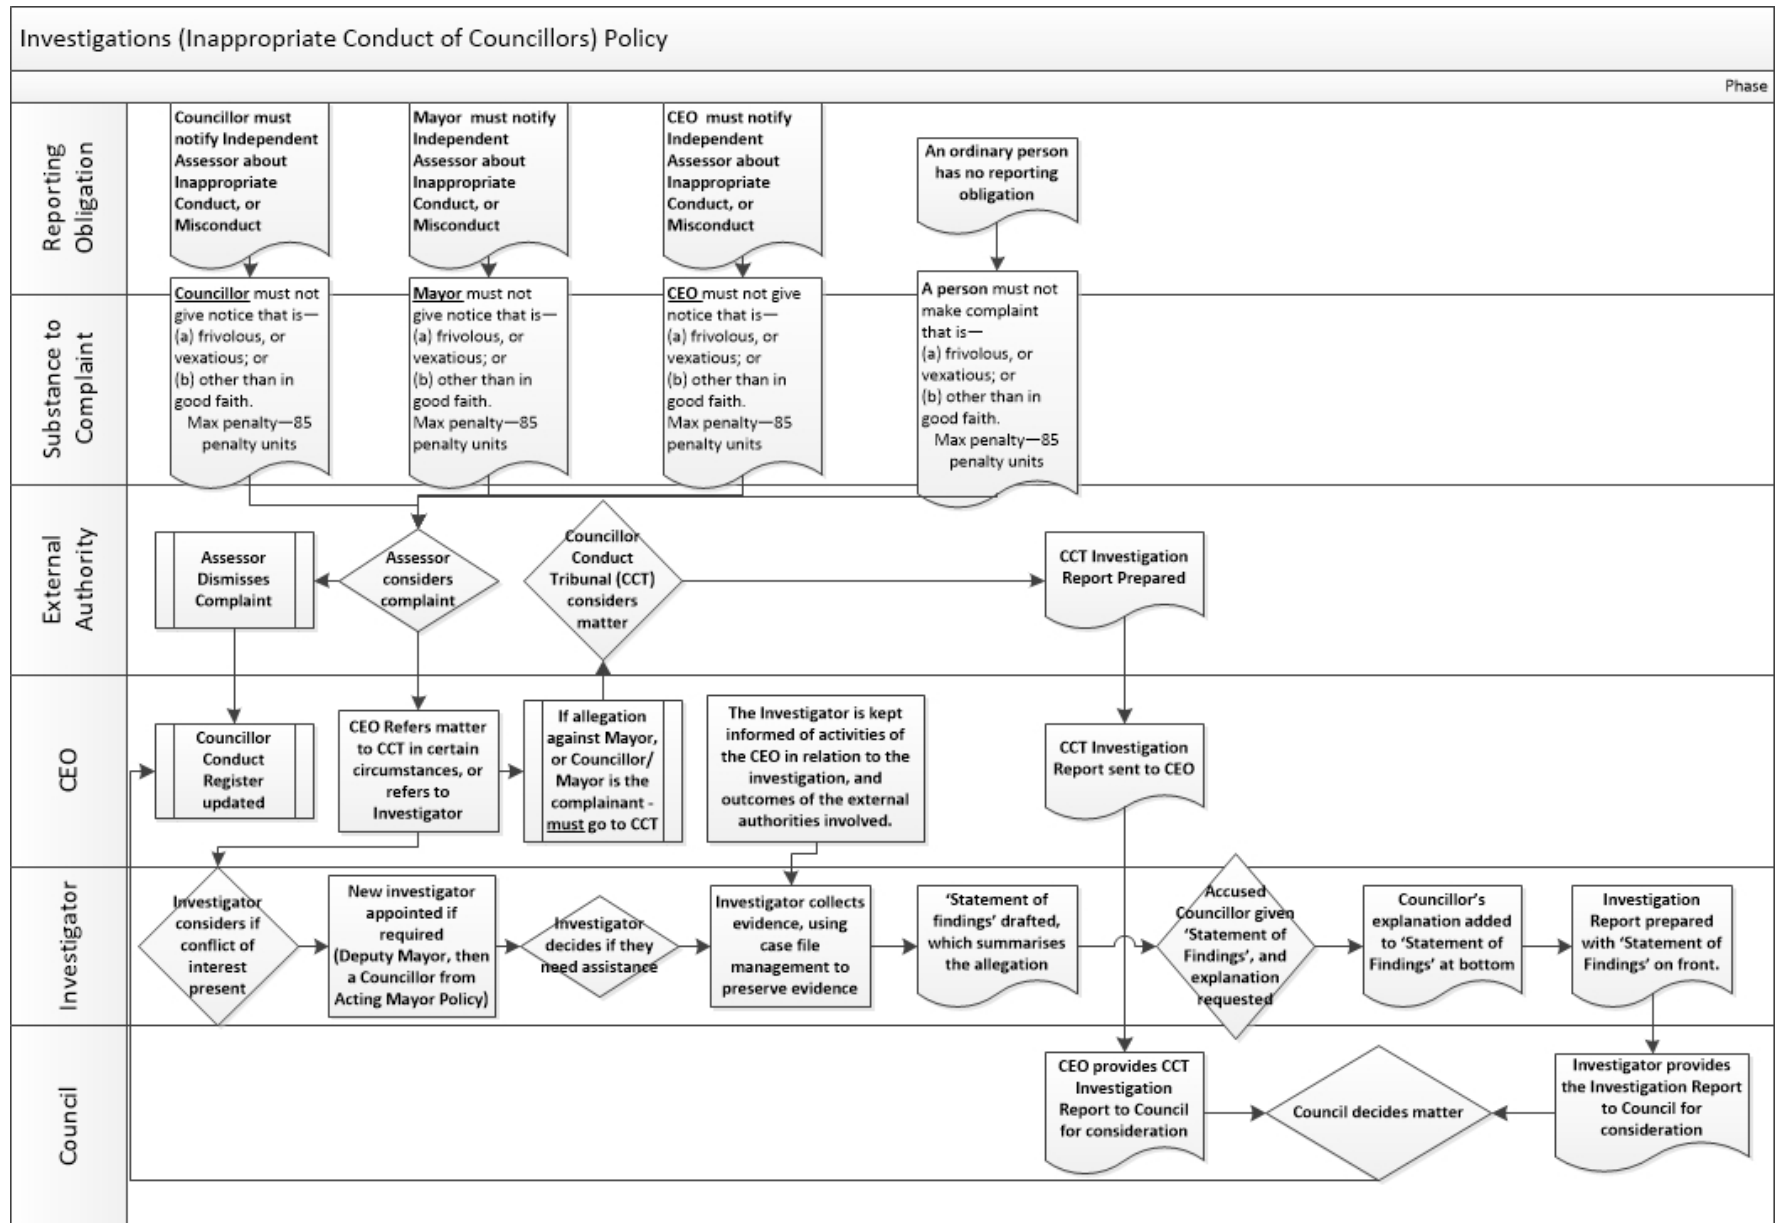 Investigations (Inappropriate Conduct of Councillors) Policy
Phase
Reporting
Obligation
Councillor must
notify Independent
Assessor about
Inappropriate
Conduct, or
Misconduct
Mayor must notify
Independent
Assessor about
Inappropriate
Conduct, or
Misconduct
CEO must notify
Independent
Assessor about
Inappropriate
Conduct, or
Misconduct
An ordinary person
has no reporting
obligation
Substance to
Complaint
Councillor must not
give notice that is—
(a) frivolous, or
vexatious; or
(b) other than in
good faith.
Max penalty—85
penalty units
Mayor must not
give notice that is—
(a) frivolous, or
vexatious; or
(b) other than in
good faith.
Max penalty—85
penalty units
CEO must not give
notice that is—
(a) frivolous, or
vexatious; or
(b) other than in
good faith.
Max penalty—85
penalty units
A person must not
make complaint
that is—
(a) frivolous, or
vexatious; or
(b) other than in
good faith.
Max penalty—85
penalty units
External
Authority
Assessor
Dismisses
Complaint
Assessor
considers
complaint
Councillor
Conduct
Tribunal (CCT)
considers
matter
CCT Investigation
Report Prepared
CEO
Councillor
Conduct
Register
updated
CEO Refers matter
to CCT in certain
circumstances, or
refers to
Investigator
If allegation
against Mayor,
or Councillor/
Mayor is the
complainant -
must go to CCT
The Investigator is kept
informed of activities of
the CEO in relation to the
investigation, and
outcomes of the external
authorities involved.
CCT Investigation
Report sent to CEO
Investigator
Investigator
considers if
conflict of
interest
present
New investigator
appointed if
required
(Deputy Mayor, then
a Councillor from
Acting Mayor Policy)
Investigator
decides if they
need assistance
Investigator collects
evidence, using
case file
management to
preserve evidence
‘Statement of
findings’ drafted,
which summarises
the allegation
Accused
Councillor given
‘Statement of
Findings’, and
explanation
requested
Councillor’s
explanation added
to ‘Statement of
Findings’ at bottom
Investigation
Report prepared
with ‘Statement of
Findings’ on front.
Council
CEO provides CCT
Investigation
Report to Council
for consideration
Council decides matter
Investigator provides
the Investigation Report
to Council for
consideration